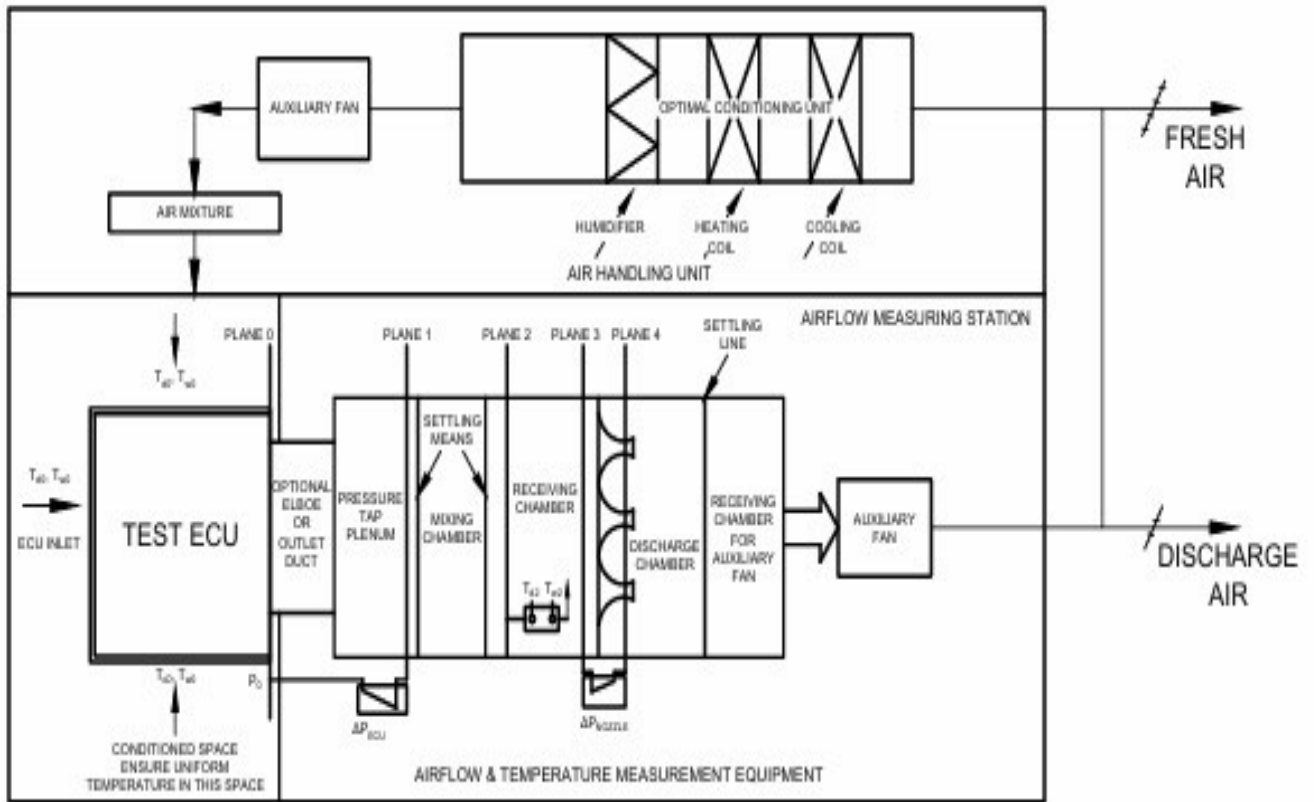 AUXILIARY FAN
OPTIMAL CONDITIONING UNIT
FRESH
AIR
AIR MIXTURE
HUMIDIFIER
HEATING
COIL
COOLING
COIL
AIR HANDLING UNIT
AIRFLOW MEASURING STATION
SETTLING
LINE
PLANE 0
PLANE 1
PLANE 2
PLANE 3
PLANE 4
SETTLING
MEANS
TEST ECU
ECU INLET
OPTIONAL
ELBOE
OR
OUTLET
DUCT
PRESSURE
TAP
PLENUM
MIXING
CHAMBER
RECEIVING
CHAMBER
DISCHARGE
CHAMBER
RECEIVING
CHAMBER
FOR
AUXILIARY
FAN
AUXILIARY
FAN
DISCHARGE
AIR
P0
ΔPECU
CONDITIONED SPACE
ENSURE UNIFORM
TEMPERATURE IN THIS SPACE
AIRFLOW & TEMPERATURE MEASUREMENT EQUIPMENT